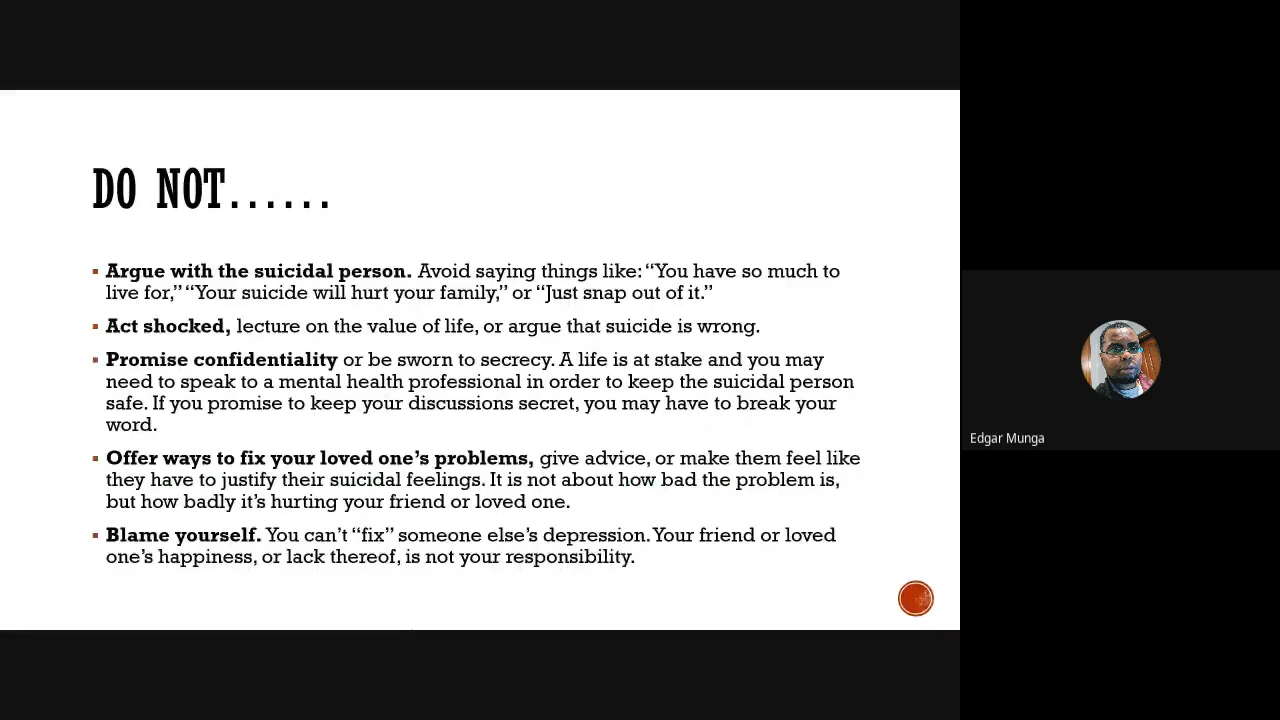 DO NOT......
▪ Argue with the suicidal person. Avoid saying things like: “You have so much to
live for,” “Your suicide will hurt your family,” or “Just snap out of it.”
▪ Act shocked, lecture on the value of life, or argue that suicide is wrong.
▪ Promise confidentiality or be sworn to secrecy. A life is at stake and you may
need to speak to a mental health professional in order to keep the suicidal person
safe. If you promise to keep your discussions secret, you may have to break your
word.
▪ Offer ways to fix your loved one’s problems, give advice, or make them feel like
they have to justify their suicidal feelings. It is not about how bad the problem is,
but how badly it’s hurting your friend or loved one.
▪ Blame yourself. You can’t “fix” someone else’s depression. Your friend or loved
one’s happiness, or lack thereof, is not your responsibility.
Edgar Munga